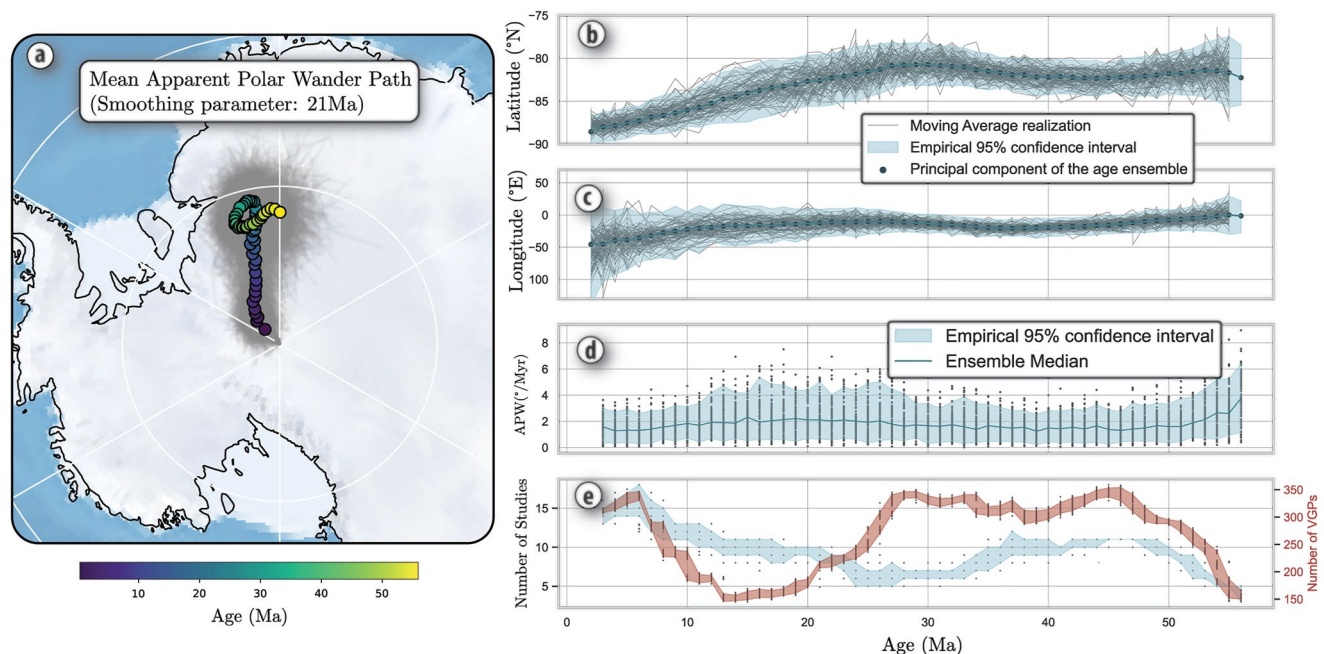 a
Mean Apparent Polar Wander Path
(Smoothing parameter: 21Ma)
10 20 30 40 50
Age (Ma)
b
Latitude (°N)
−75
−80
−85
−90
Moving Average realization
Empirical 95% confidence interval
Principal component of the age ensemble
c
Longitude (°E)
50
0
−50
100
d
APW(°/Myr)
8
6
4
2
0
Empirical 95% confidence interval
Ensemble Median
e
Number of Studies
15
10
5
350
300
250
200
150
Number of VGPs
0 10 20 30 40 50
Age (Ma)